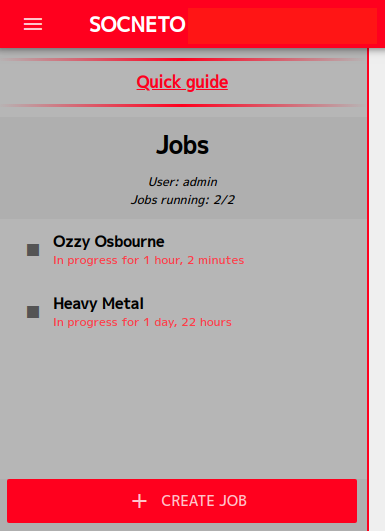 SOCNETO
Quick guide
Jobs
User: admin
Jobs running: 2/2
Ozzy Osbourne
In progress for 1 hour, 2 minutes
Heavy Metal
In progress for 1 day, 22 hours
+ CREATE JOB